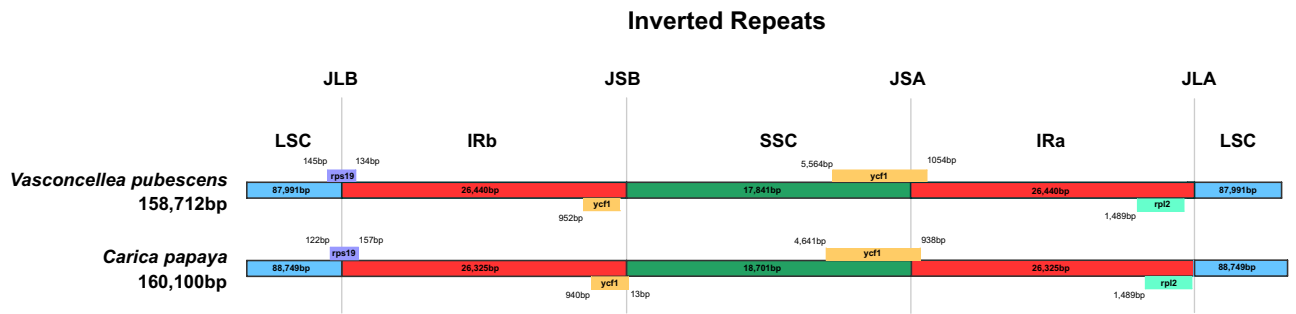 Inverted Repeats
JLB JSB JSA JLA
LSC IRb SSC IRa LSC
145bp 134bp 5,564bp 1054bp
rps19 ycf1
Vasconcellea pubescens
87,991bp 26,440bp 17,841bp 26,440bp 87,991bp
158,712bp
ycf1 rpl2
952bp 1,489bp
122bp 157bp 4,641bp 938bp
rps19 ycf1
Carica papaya
88,749bp 26,325bp 18,701bp 26,325bp 88,749bp
160,100bp
ycf1 rpl2
940bp 13bp 1,489bp